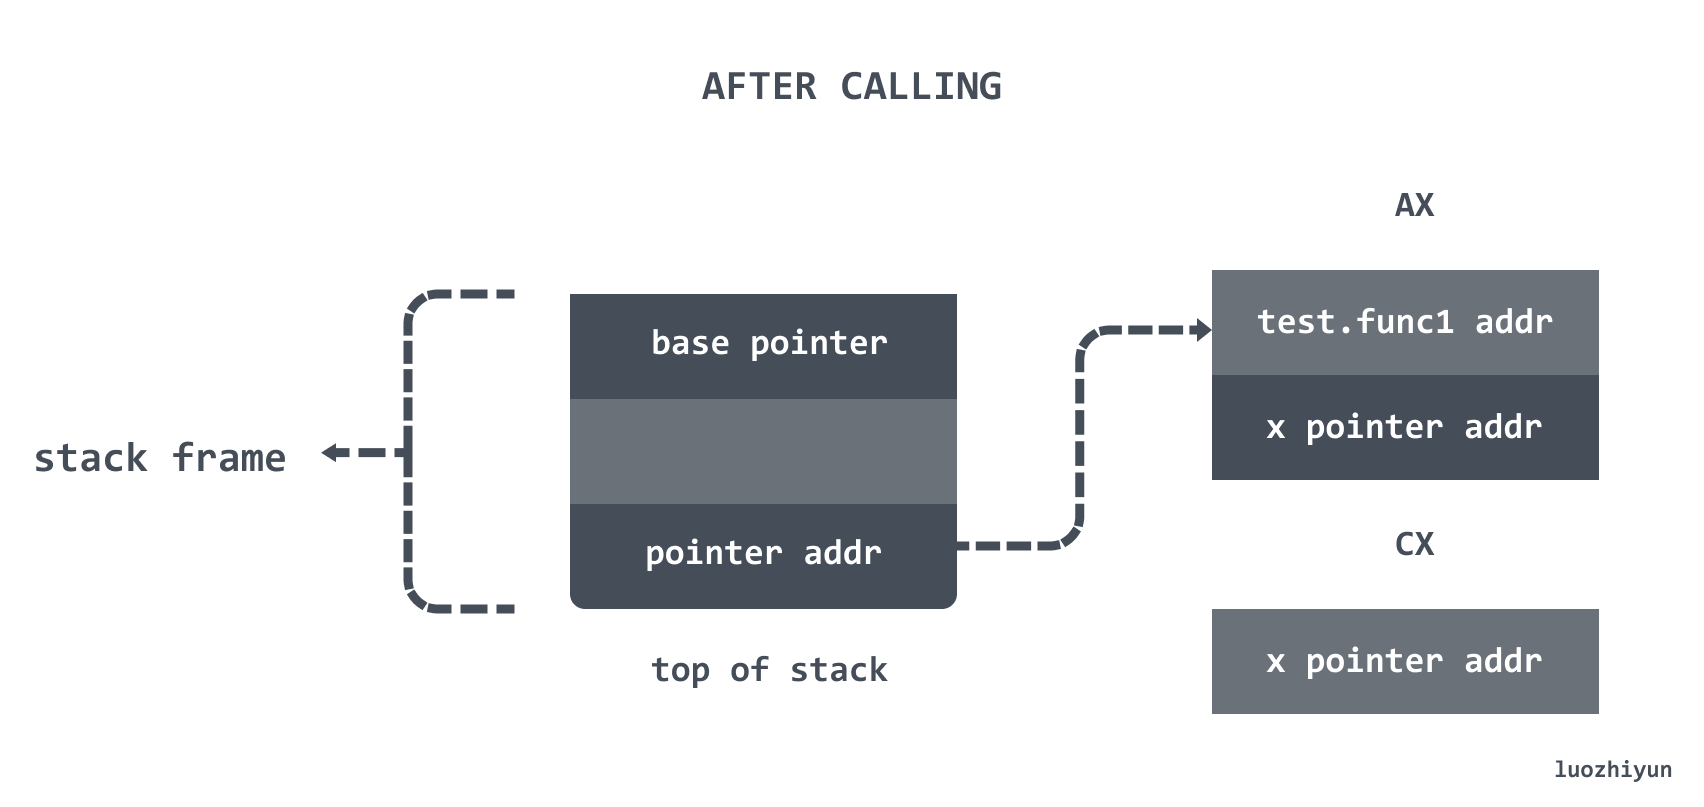 AFTER CALLING
AX
test.func1 addr
base pointer
x pointer addr
stack frame
pointer addr
CX
top of stack
x pointer addr
luozhiyun